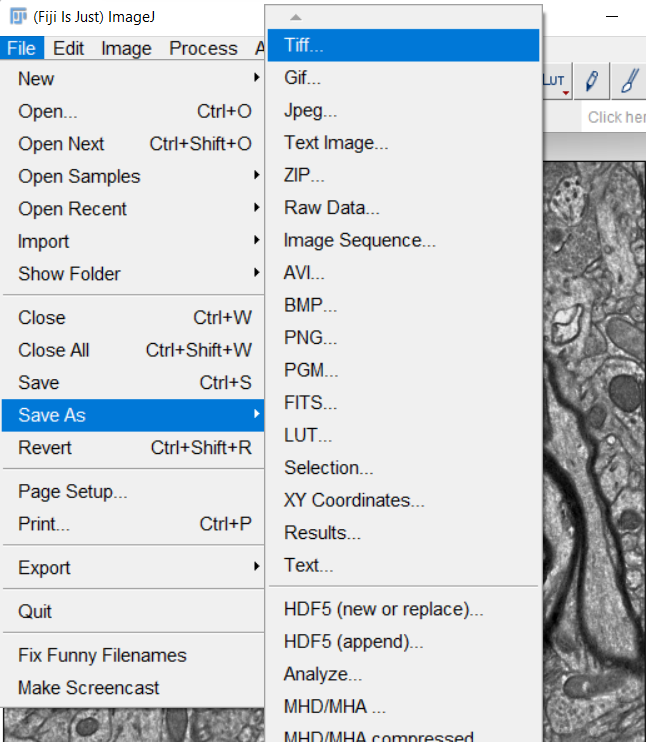 (Fiji Is Just) ImageJ
File Edit Image Process A
New
Open... Ctrl+O
Open Next Ctrl+Shift+O
Open Samples
Open Recent
Import
Show Folder
Close Ctrl+W
Close All Ctrl+Shift+W
Save Ctrl+S
Save As
Revert Ctrl+Shift+R
Page Setup...
Print... Ctrl+P
Export
Quit
Fix Funny Filenames
Make Screencast
Tiff...
Gif...
Jpeg...
Text Image...
ZIP...
Raw Data...
Image Sequence...
AVI...
BMP...
PNG...
PGM...
FITS...
LUT...
Selection...
XY Coordinates...
Results...
Text...
HDF5 (new or replace)...
HDF5 (append)...
Analyze...
MHD/MHA ...
MHD/MHA compressed
LUT
Click her